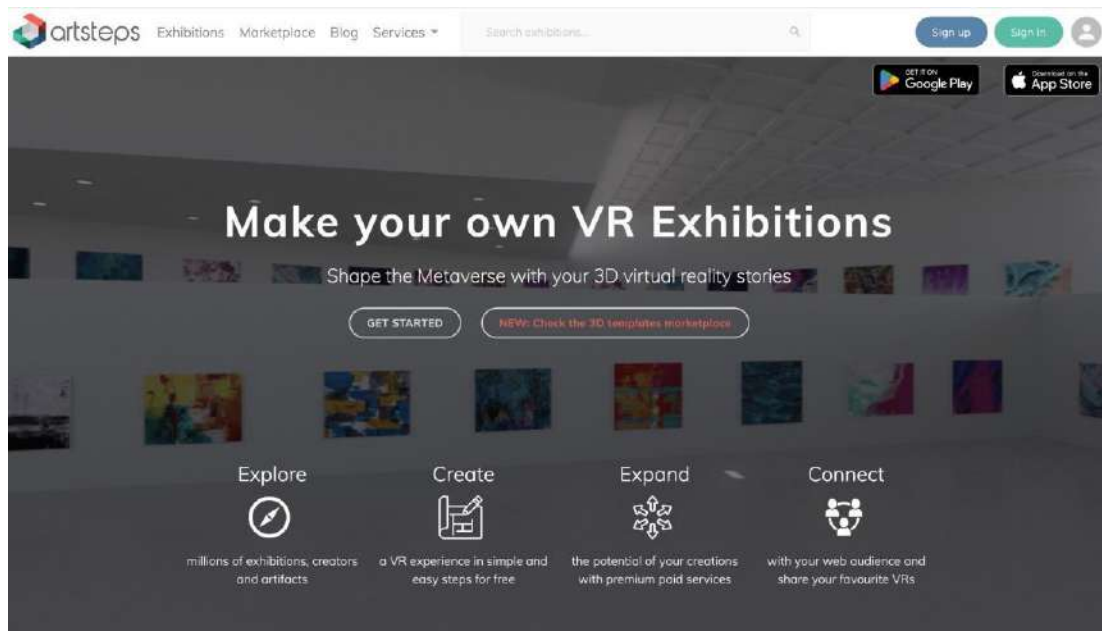 artsteps
Exhibitions Marketplace Blog Services
Search exhibitions...
Sign up
Sign in
GET IT ON
Google Play
Download on the
App Store
Make your own VR Exhibitions
Shape the Metaverse with your 3D virtual reality stories
GET STARTED
NEW: Check the 3D templates marketplace
Explore
millions of exhibitions, creators
and artifacts
Create
a VR experience in simple and
easy steps for free
Expand
the potential of your creations
with premium paid services
Connect
with your web audience and
share your favourite VRs